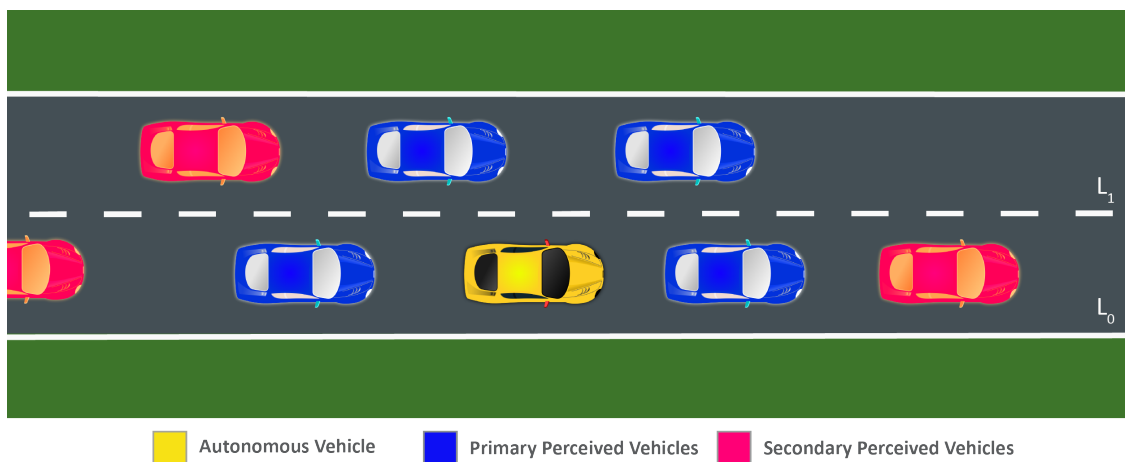 L₁
L₀
Autonomous Vehicle
Primary Perceived Vehicles
Secondary Perceived Vehicles